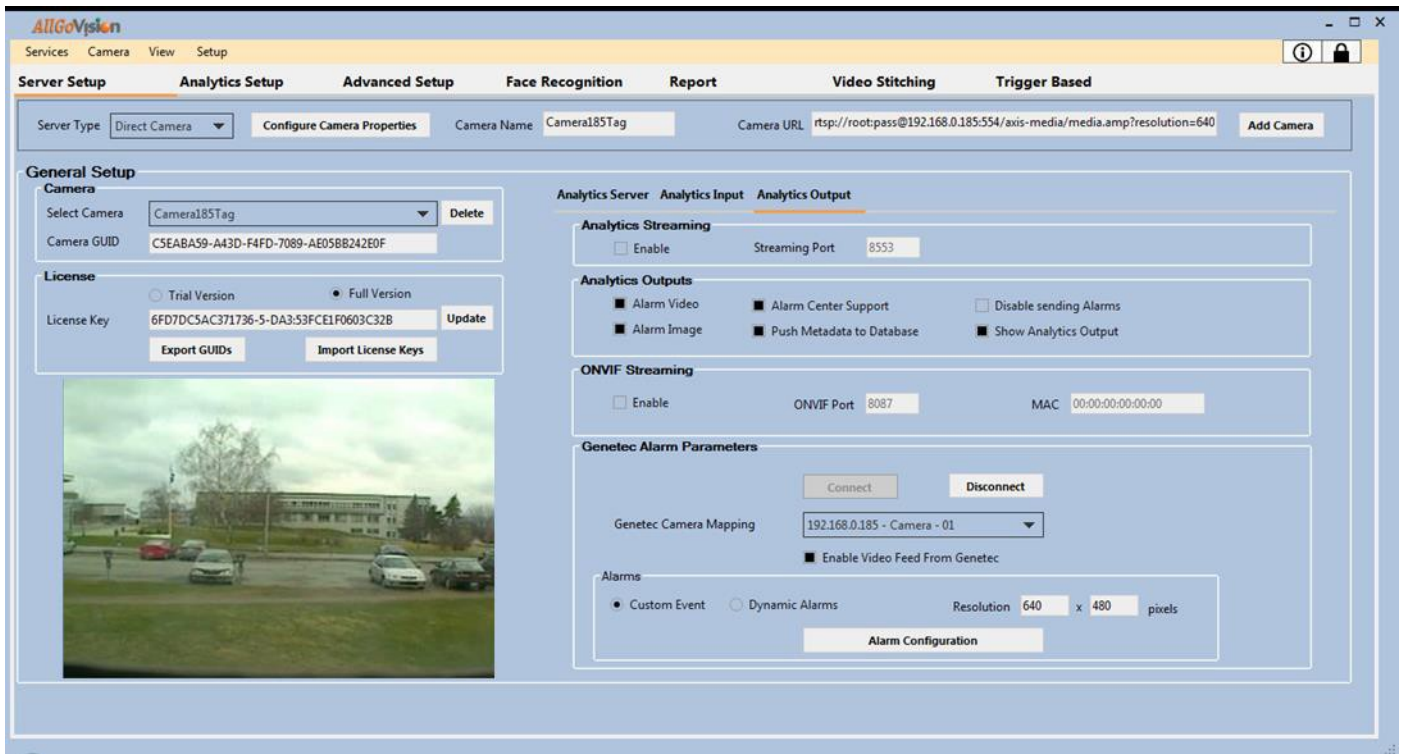 AllGoVision
Services Camera View Setup
Server Setup Analytics Setup Advanced Setup Face Recognition Report Video Stitching Trigger Based
Server Type Direct Camera Configure Camera Properties Camera Name Camera185Tag Camera URL rtsp://root:pass@192.168.0.185:554/axis-media/media.amp?resolution=640 Add Camera
General Setup
Camera
Select Camera Camera185Tag Delete
Camera GUID C5EABA59-A43D-F4FD-7089-AE05BB242E0F
License
Trial Version Full Version
License Key 6FD7DC5AC371736-5-DA3:53FCE1F0603C32B Update
Export GUIDs Import License Keys
Analytics Server Analytics Input Analytics Output
Analytics Streaming
Enable Streaming Port 8553
Analytics Outputs
Alarm Video Alarm Center Support Disable sending Alarms
Alarm Image Push Metadata to Database Show Analytics Output
ONVIF Streaming
Enable ONVIF Port 8087 MAC 00:00:00:00:00:00
Genetec Alarm Parameters
Connect Disconnect
Genetec Camera Mapping 192.168.0.185 - Camera - 01
Enable Video Feed From Genetec
Alarms
Custom Event Dynamic Alarms Resolution 640 x 480 pixels
Alarm Configuration